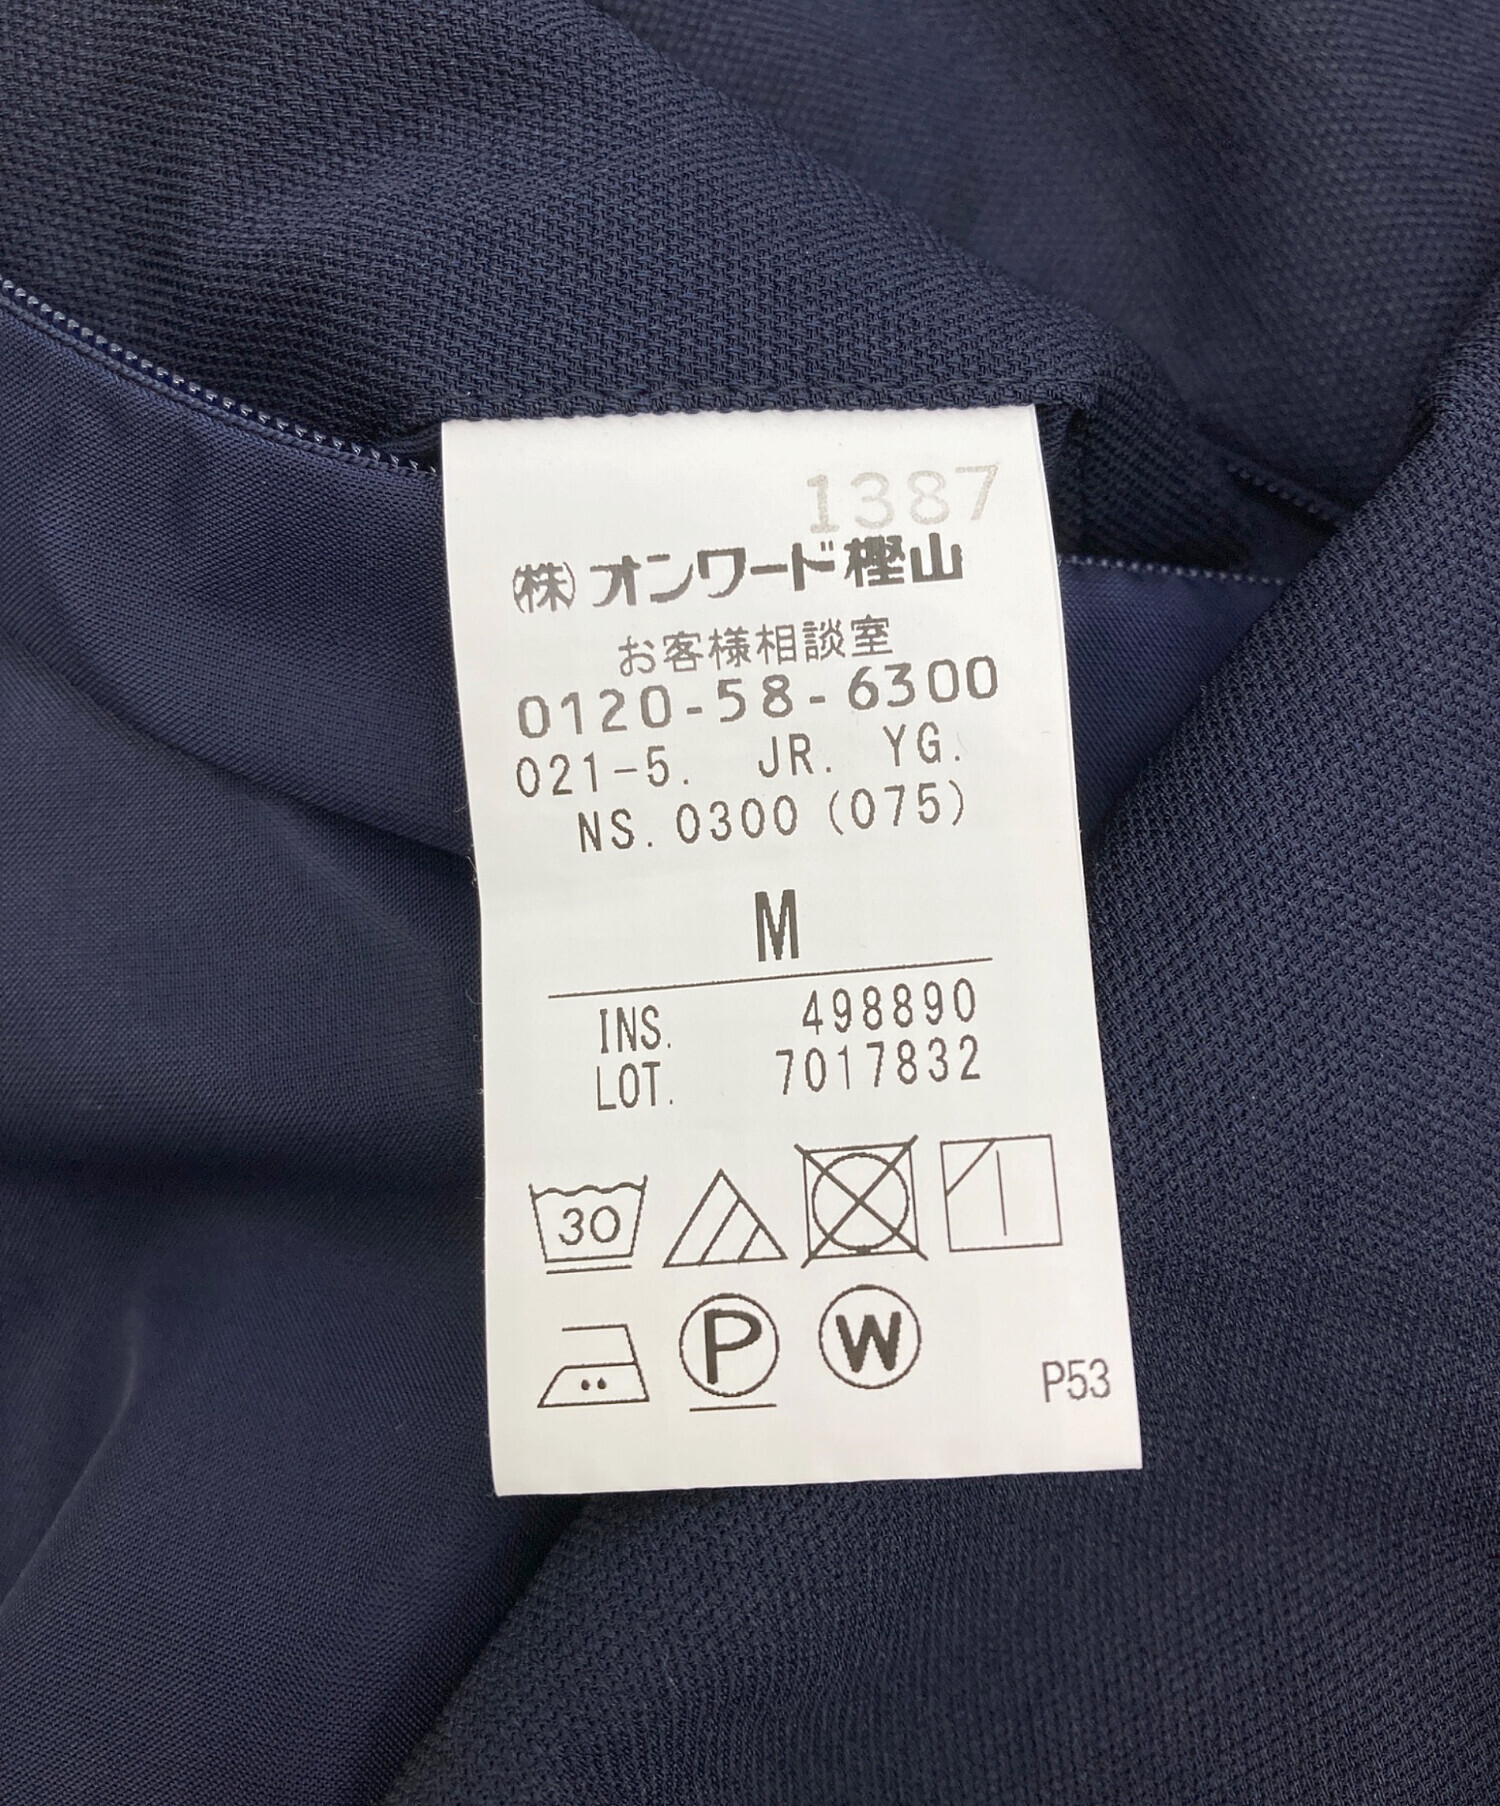 1387
(株)オンワード樫山
お客様相談室
0120-58-6300
021-5. JR. YG.
NS. 0300 (075)
M
INS. 498890
LOT. 7017832
30
P W
P53